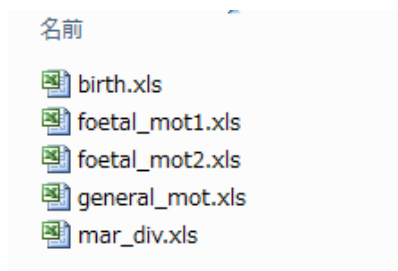 名前
birth.xls
foetal_mot1.xls
foetal_mot2.xls
general_mot.xls
mar_div.xls